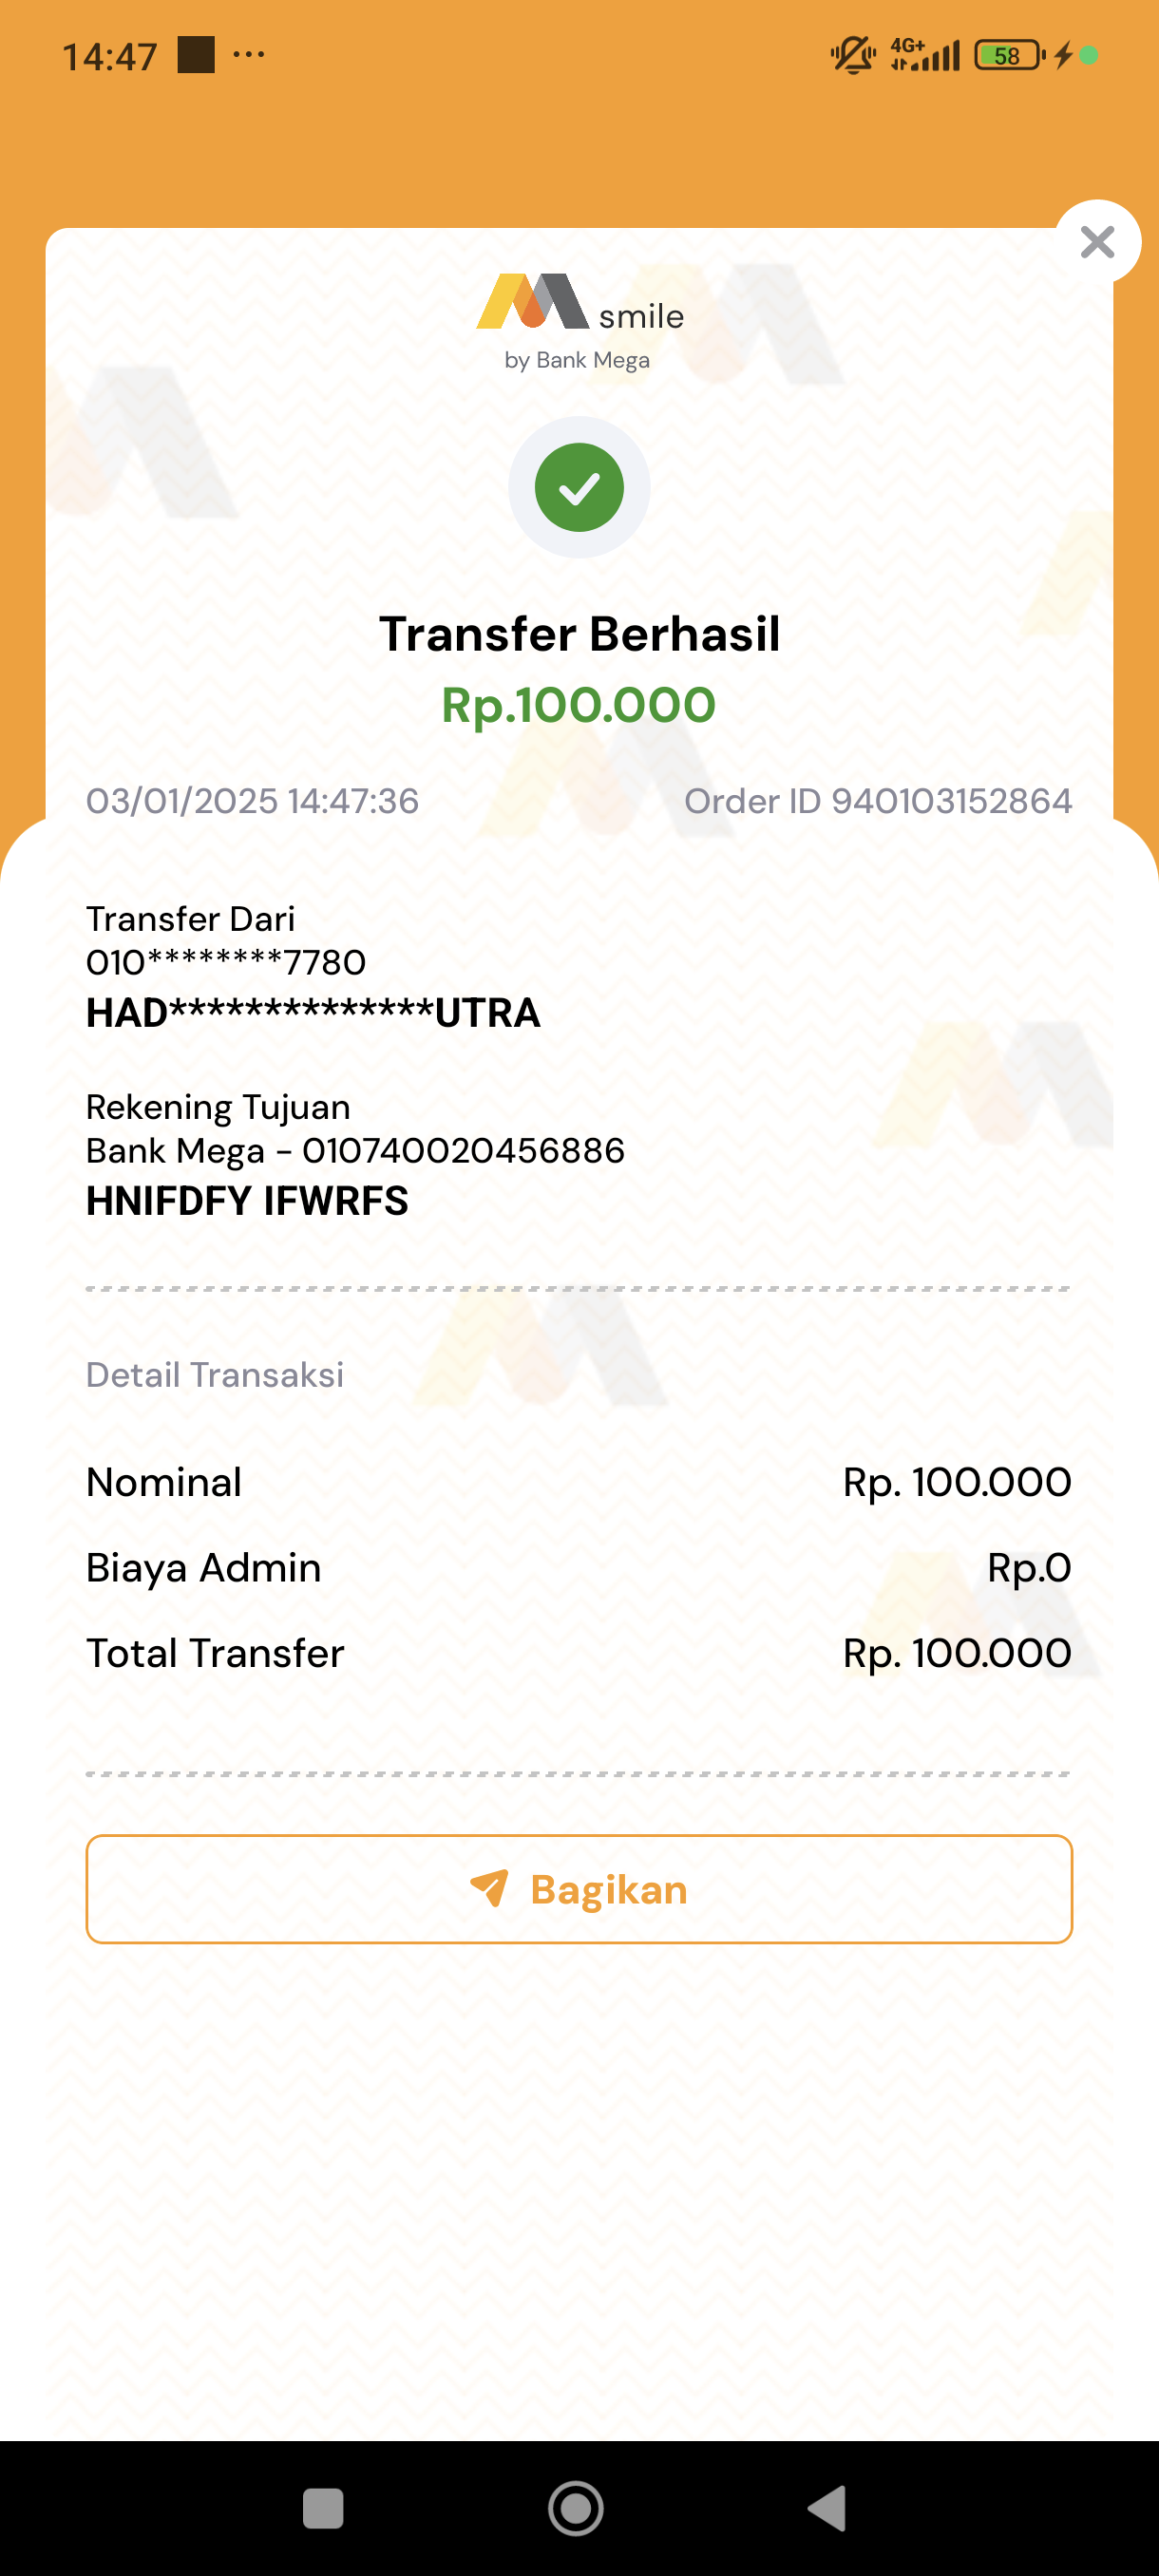 14:47
4G+
58
smile
by Bank Mega
Transfer Berhasil
Rp.100.000
03/01/2025 14:47:36
Order ID 940103152864
Transfer Dari
010********7780
HAD**************UTRA
Rekening Tujuan
Bank Mega - 010740020456886
HNIFDFY IFWRFS
Detail Transaksi
Nominal Rp. 100.000
Biaya Admin Rp.0
Total Transfer Rp. 100.000
Bagikan